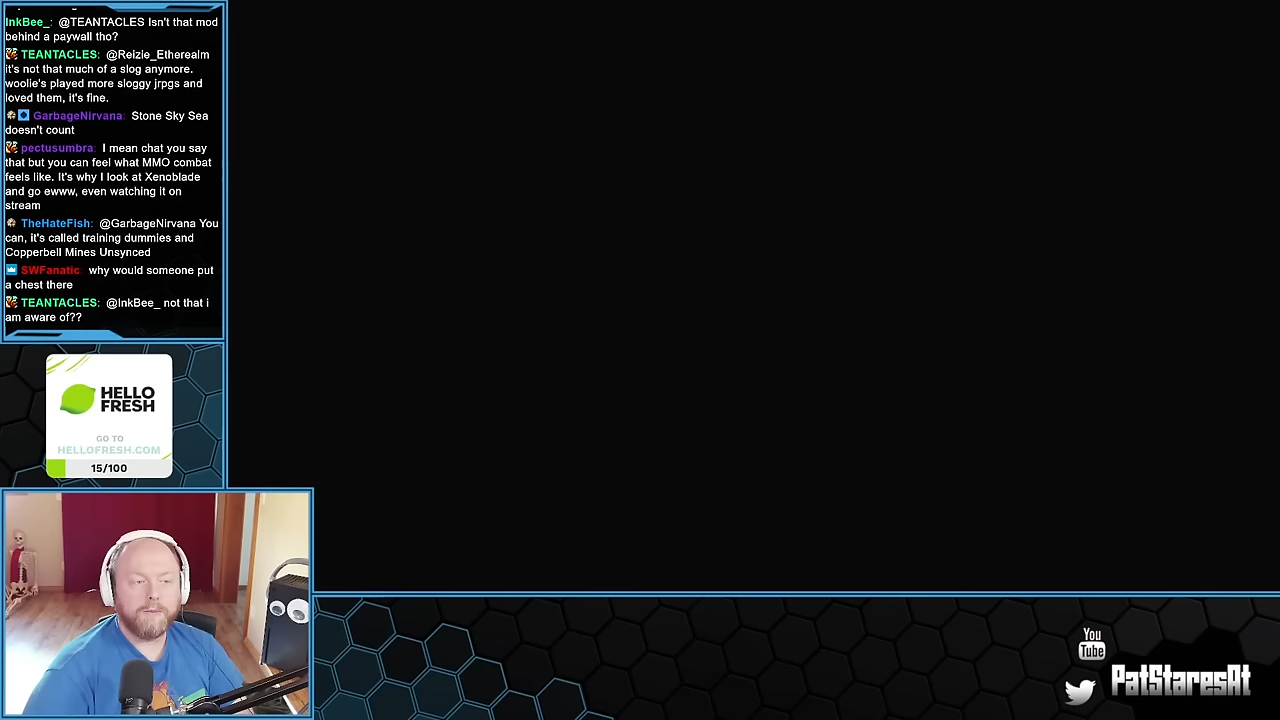 InkBee_: @TEANTACLES Isn't that mod
behind a paywall tho?
TEANTACLES: @Reizie_Etherealm
it's not that much of a slog anymore.
woolie's played more sloggy jrpgs and
loved them, it's fine.
GarbageNirvana: Stone Sky Sea
doesn't count
pectusumbra: I mean chat you say
that but you can feel what MMO combat
feels like. It's why I look at Xenoblade
and go ewww, even watching it on
stream
TheHateFish: @GarbageNirvana You
can, it's called training dummies and
Copperbell Mines Unsynced
SWFanatic: why would someone put
a chest there
TEANTACLES: @InkBee_ not that i
am aware of??
HELLO
FRESH
GO TO
HELLOFRESH.COM
15/100
You
Tube
PatStaresAt